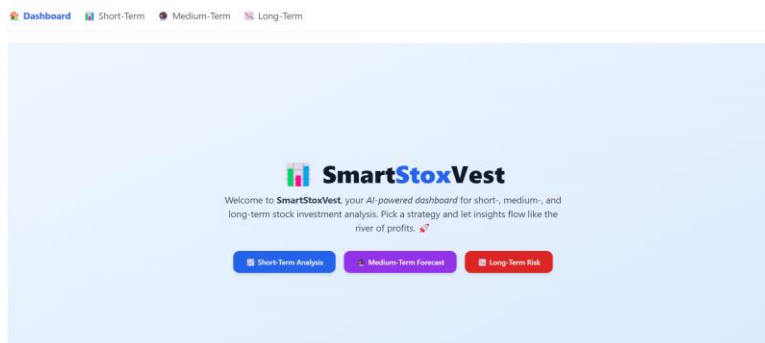 Dashboard Short-Term Medium-Term Long-Term
SmartStoxVest
Welcome to SmartStoxVest, your AI-powered dashboard for short-, medium-, and
long-term stock investment analysis. Pick a strategy and let insights flow like the
river of profits.
Short-Term Analysis Medium-Term Forecast Long-Term Risk